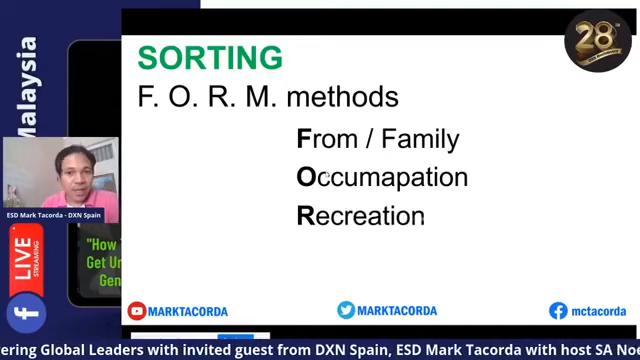 SORTING
F. O. R. M. methods
From / Family
Occumapation
Recreation
28
Malaysia
ESD Mark Tacorda - DXN Spain
LIVE
STREAMING
"How
Get
Gen
MARKTACORDA
MARKTACORDA
mctacorda
ering Global Leaders with invited guest from DXN Spain, ESD Mark Tacorda with host SA